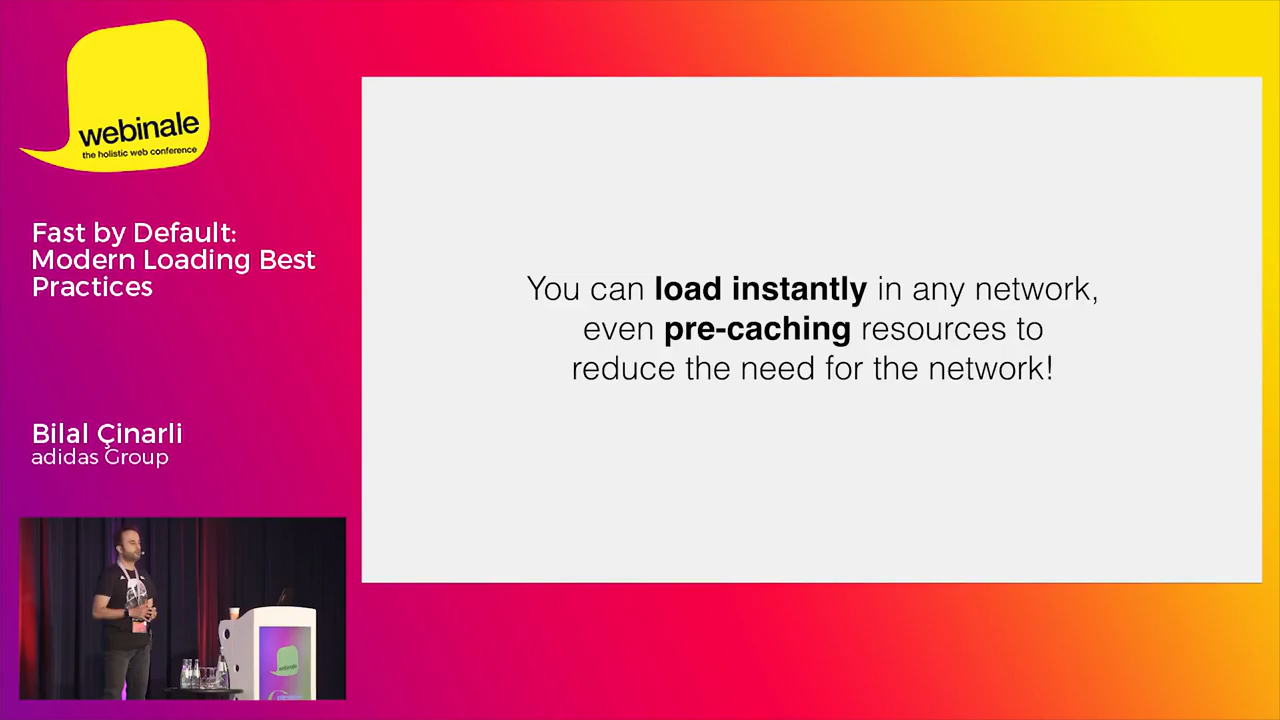 webinale
the holistic web conference
Fast by Default:
Modern Loading Best
Practices
You can load instantly in any network,
even pre-caching resources to
reduce the need for the network!
Bilal Çinarli
adidas Group
webinale